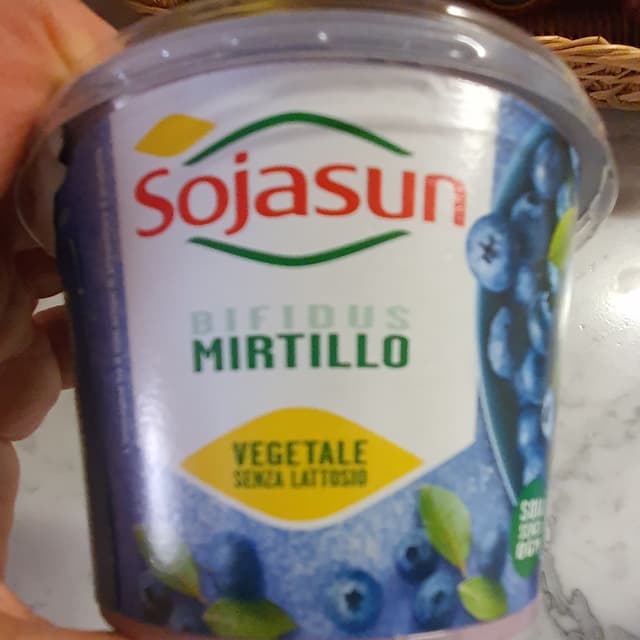 Sojasun
BIFIDUS
MIRTILLO
VEGETALE
SENZA LATTOSIO